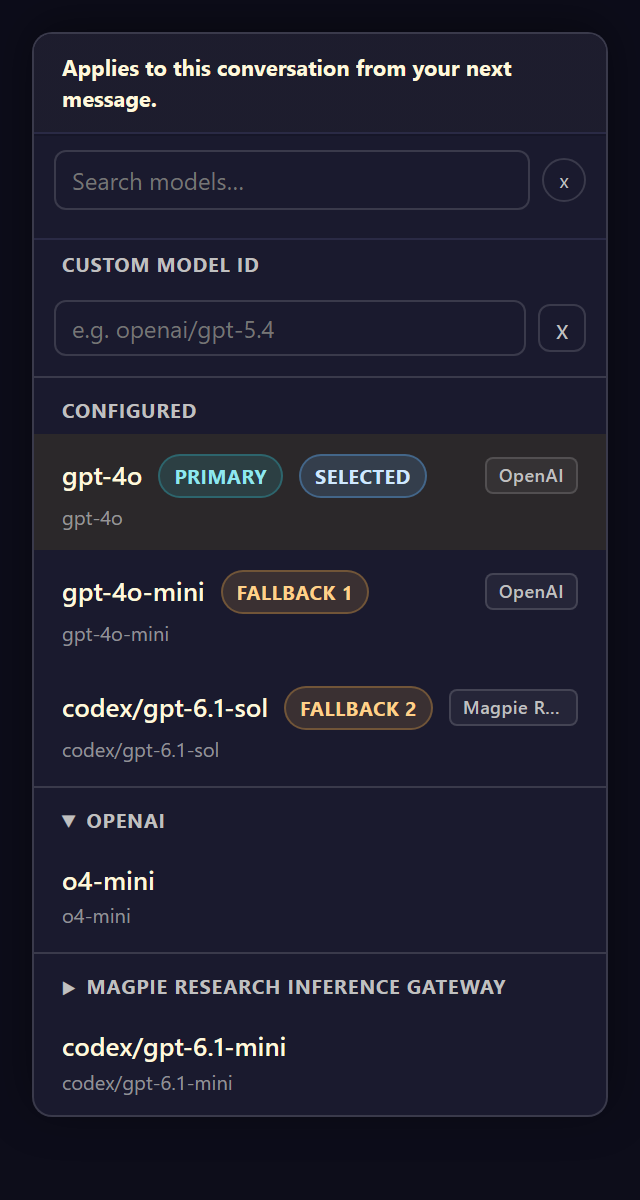 Applies to this conversation from your next
message.
Search models...
x
CUSTOM MODEL ID
e.g. openai/gpt-5.4
x
CONFIGURED
gpt-4o PRIMARY SELECTED OpenAI
gpt-4o
gpt-4o-mini FALLBACK 1 OpenAI
gpt-4o-mini
codex/gpt-6.1-sol FALLBACK 2 Magpie R...
codex/gpt-6.1-sol
▼ OPENAI
o4-mini
o4-mini
▶ MAGPIE RESEARCH INFERENCE GATEWAY
codex/gpt-6.1-mini
codex/gpt-6.1-mini